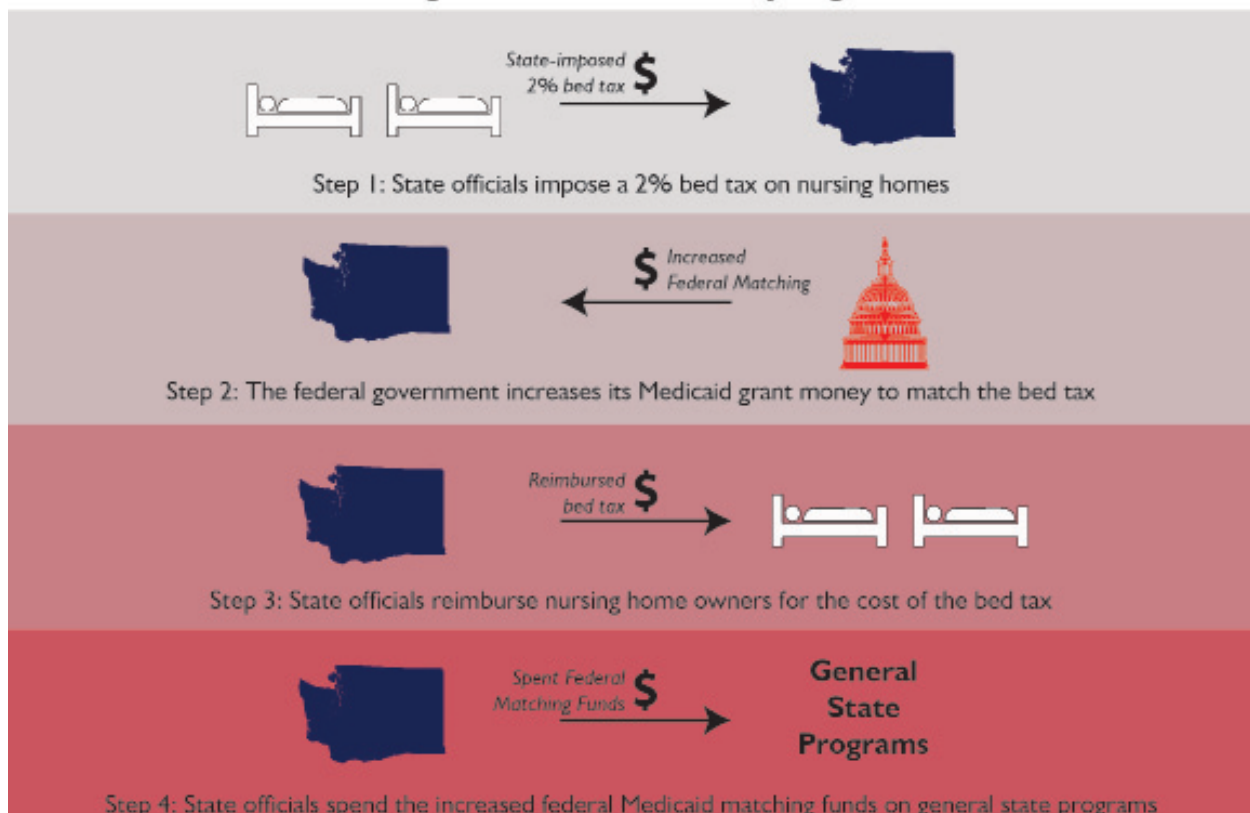 State-imposed $
2% bed tax
Step 1: State officials impose a 2% bed tax on nursing homes
$ Increased
Federal Matching
Step 2: The federal government increases its Medicaid grant money to match the bed tax
Reimbursed $
bed tax
Step 3: State officials reimburse nursing home owners for the cost of the bed tax
Spent Federal $
Matching Funds
General
State
Programs
Step 4: State officials spend the increased federal Medicaid matching funds on general state programs